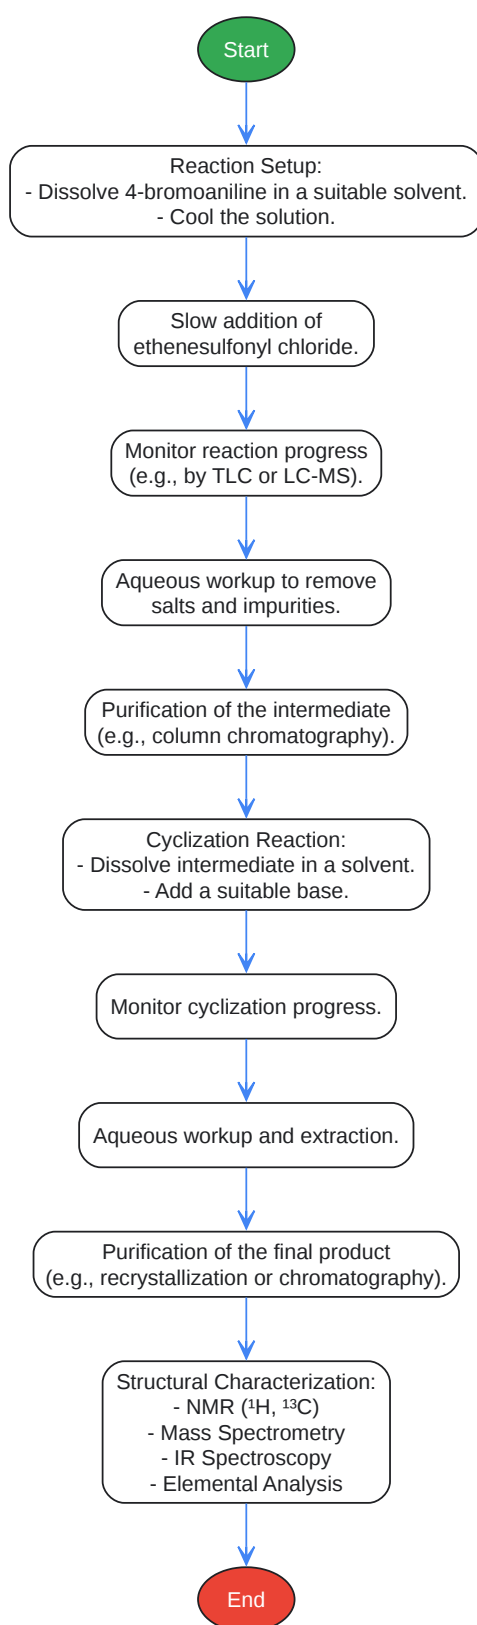 Start
Reaction Setup:
- Dissolve 4-bromoaniline in a suitable solvent.
- Cool the solution.
Slow addition of
ethenesulfonyl chloride.
Monitor reaction progress
(e.g., by TLC or LC-MS).
Aqueous workup to remove
salts and impurities.
Purification of the intermediate
(e.g., column chromatography).
Cyclization Reaction:
- Dissolve intermediate in a solvent.
- Add a suitable base.
Monitor cyclization progress.
Aqueous workup and extraction.
Purification of the final product
(e.g., recrystallization or chromatography).
Structural Characterization:
- NMR (¹H, ¹³C)
- Mass Spectrometry
- IR Spectroscopy
- Elemental Analysis
End